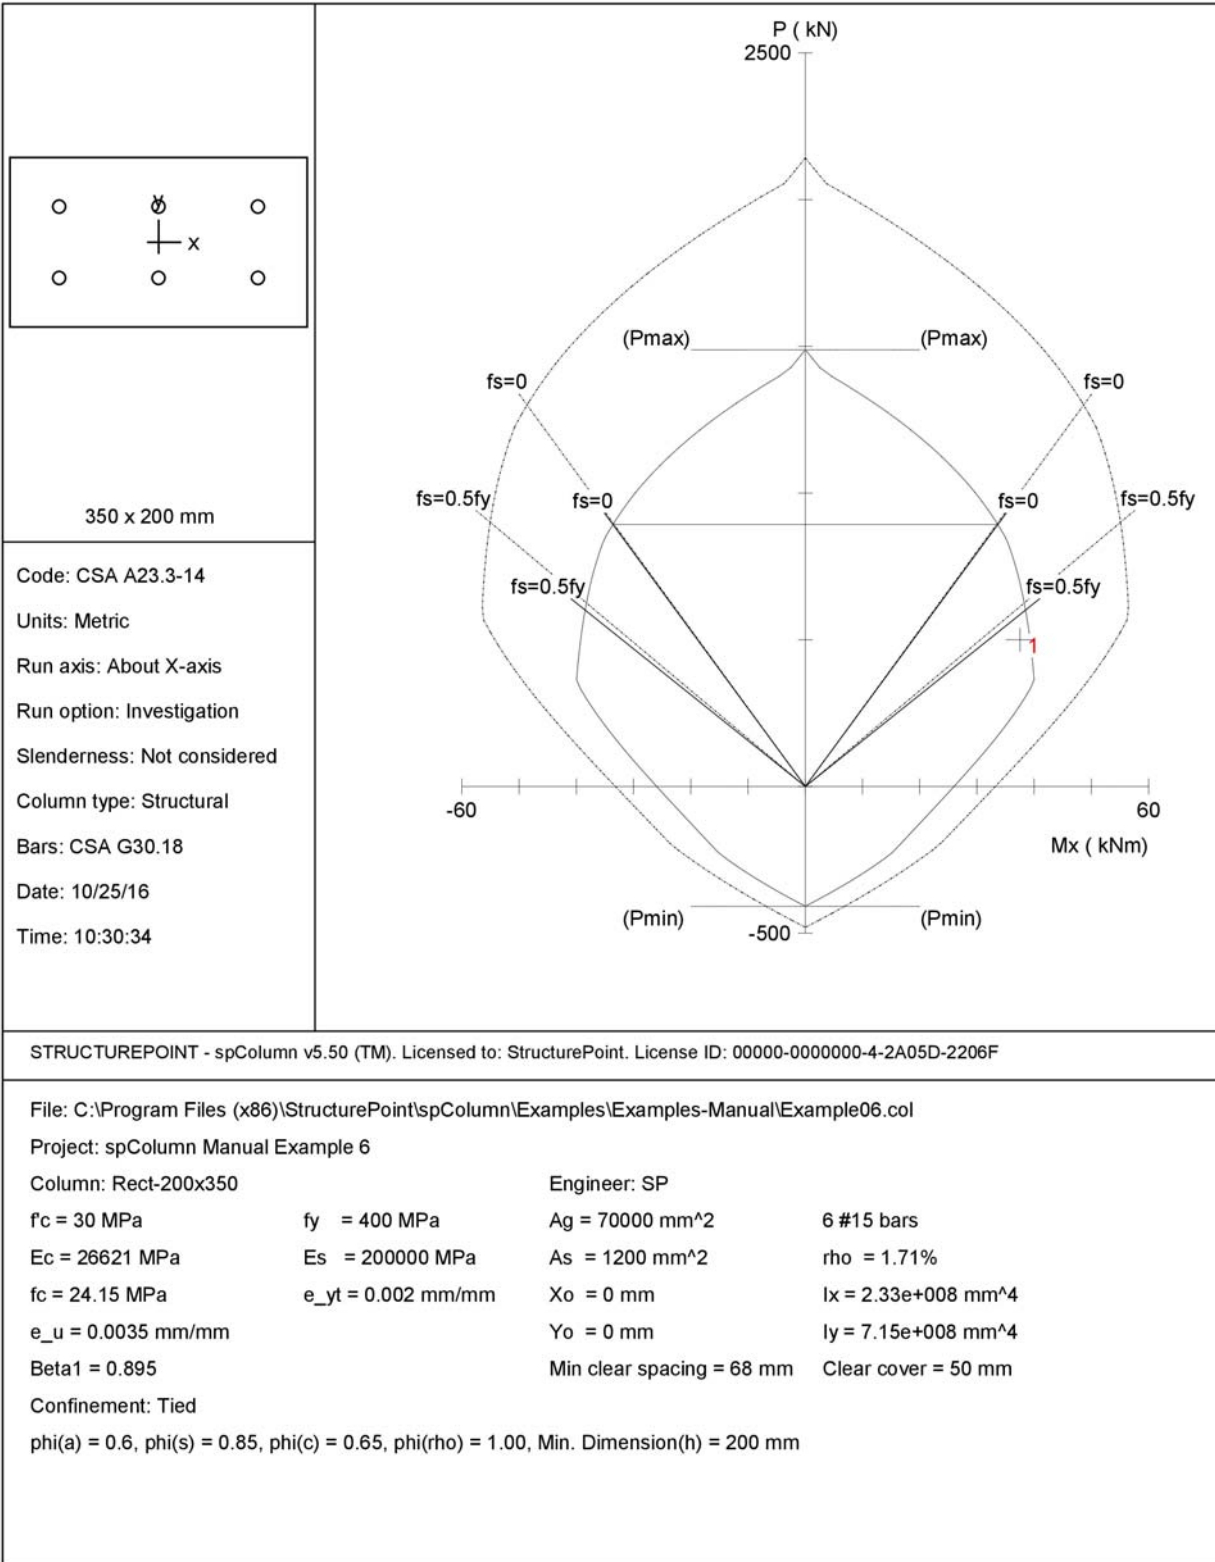 y
x
350 x 200 mm
Code: CSA A23.3-14
Units: Metric
Run axis: About X-axis
Run option: Investigation
Slenderness: Not considered
Column type: Structural
Bars: CSA G30.18
Date: 10/25/16
Time: 10:30:34
P ( kN)
2500
(Pmax) (Pmax)
fs=0 fs=0
fs=0.5fy fs=0 fs=0 fs=0.5fy
fs=0.5fy fs=0.5fy
1
-60 60
Mx ( kNm)
(Pmin) (Pmin)
-500
STRUCTUREPOINT - spColumn v5.50 (TM). Licensed to: StructurePoint. License ID: 00000-0000000-4-2A05D-2206F
File: C:\Program Files (x86)\StructurePoint\spColumn\Examples\Examples-Manual\Example06.col
Project: spColumn Manual Example 6
Column: Rect-200x350 Engineer: SP
f'c = 30 MPa fy = 400 MPa Ag = 70000 mm^2 6 #15 bars
Ec = 26621 MPa Es = 200000 MPa As = 1200 mm^2 rho = 1.71%
fc = 24.15 MPa e_yt = 0.002 mm/mm Xo = 0 mm Ix = 2.33e+008 mm^4
e_u = 0.0035 mm/mm Yo = 0 mm Iy = 7.15e+008 mm^4
Beta1 = 0.895 Min clear spacing = 68 mm Clear cover = 50 mm
Confinement: Tied
phi(a) = 0.6, phi(s) = 0.85, phi(c) = 0.65, phi(rho) = 1.00, Min. Dimension(h) = 200 mm